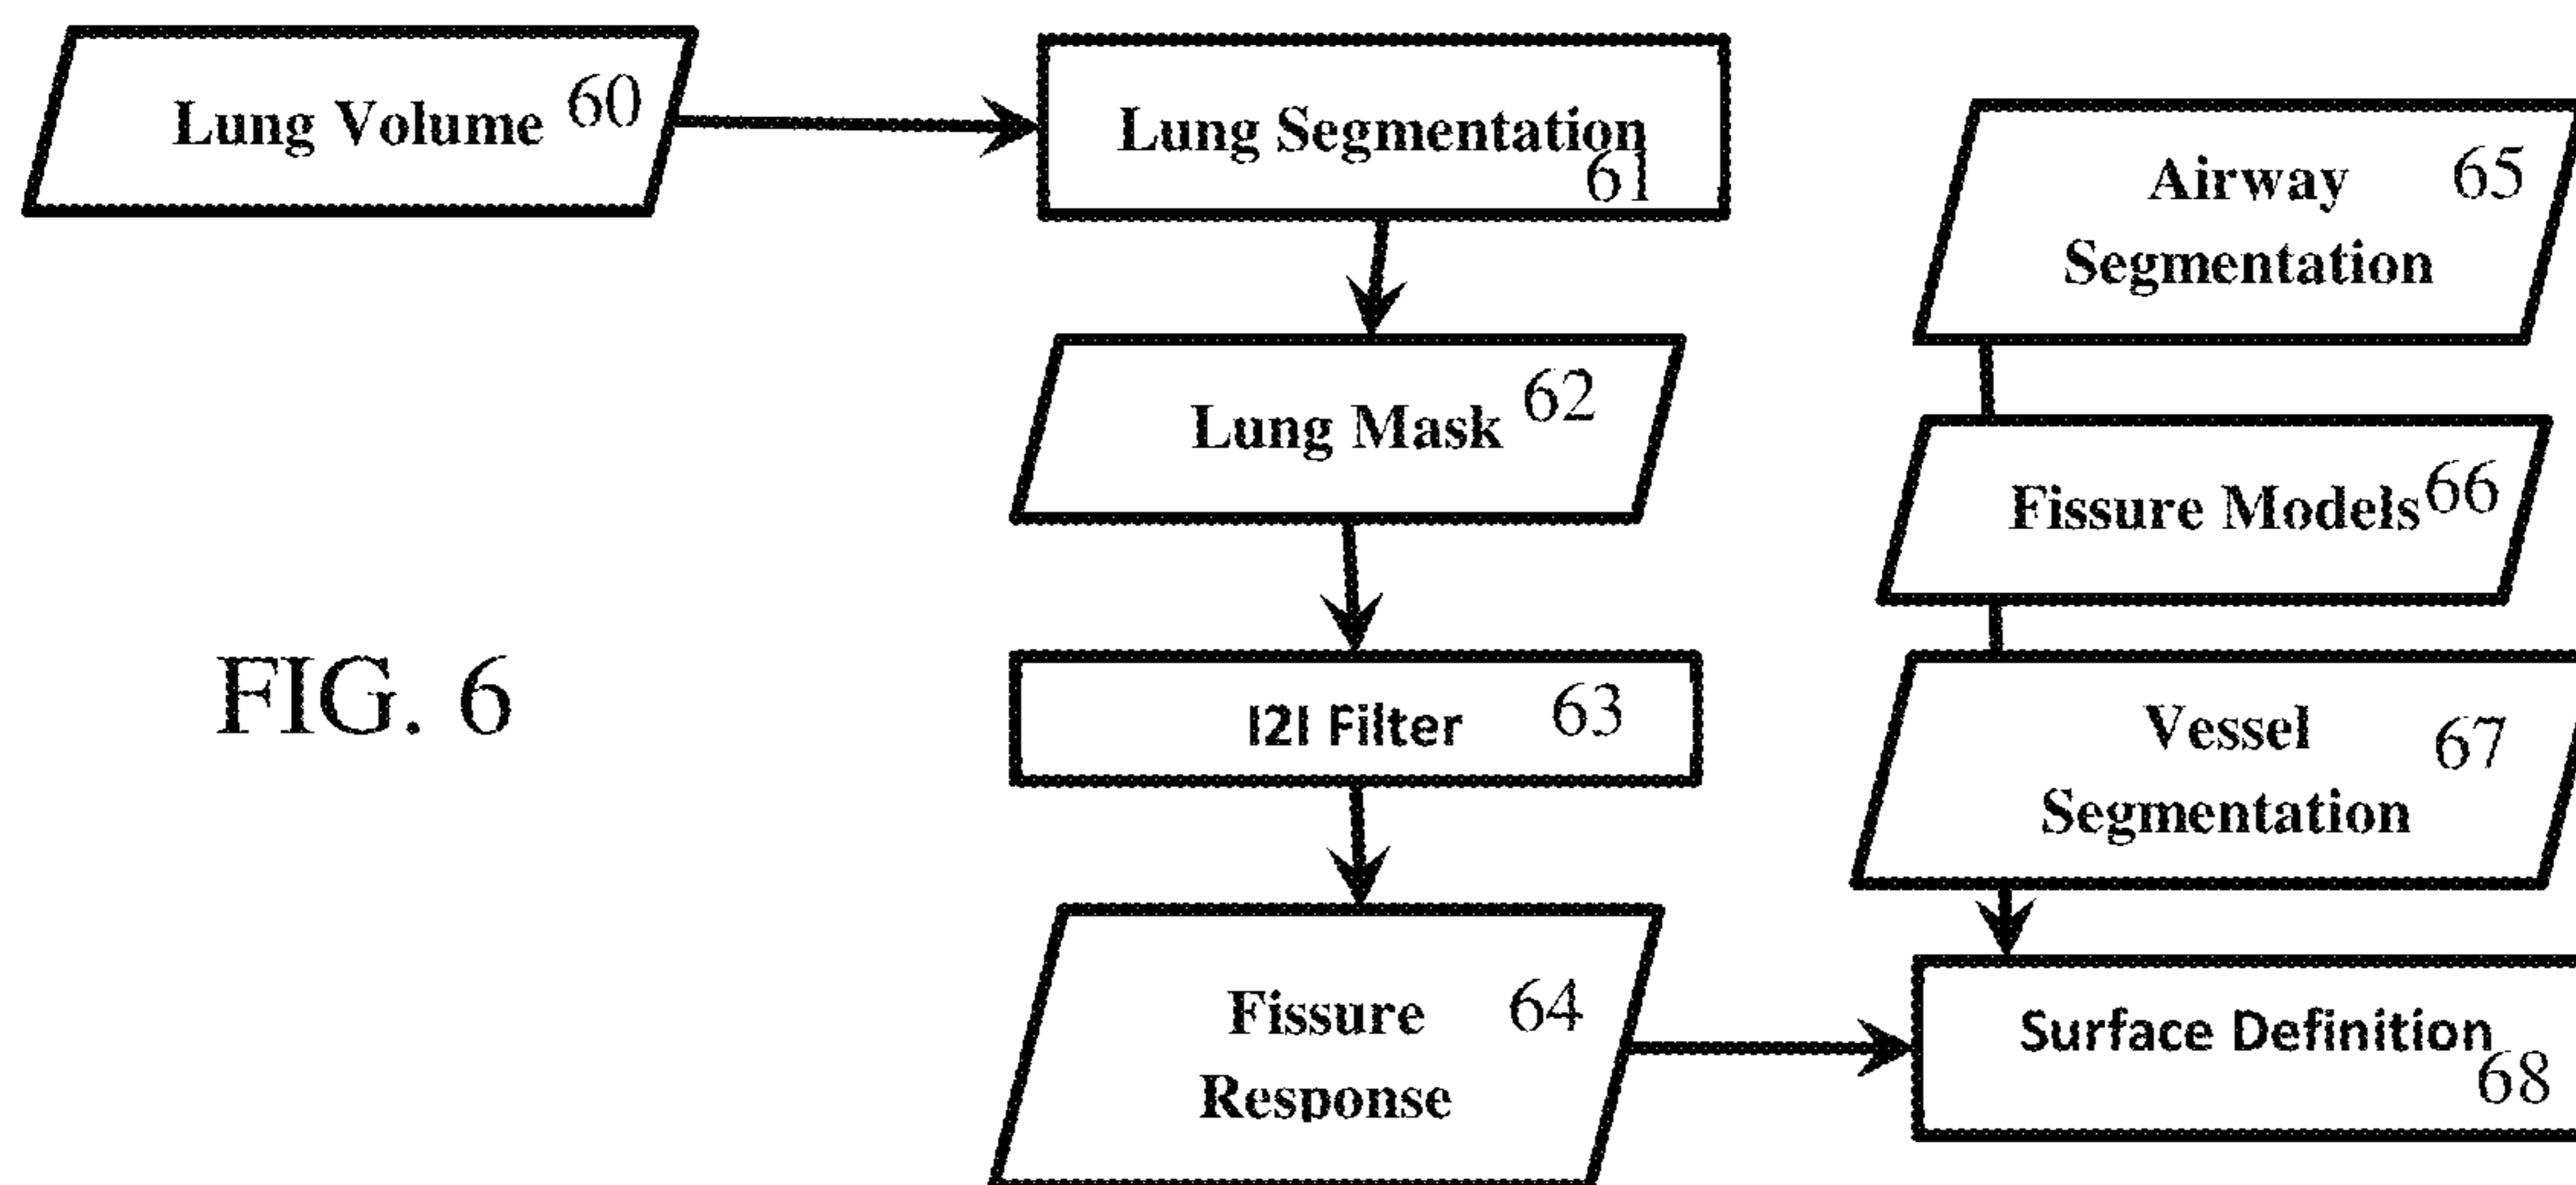 Lung Volume 60
Lung Segmentation
61
Lung Mask 62
I2I Filter 63
Fissure 64
Response
Airway 65
Segmentation
Fissure Models 66
Vessel 67
Segmentation
Surface Definition
68
FIG. 6